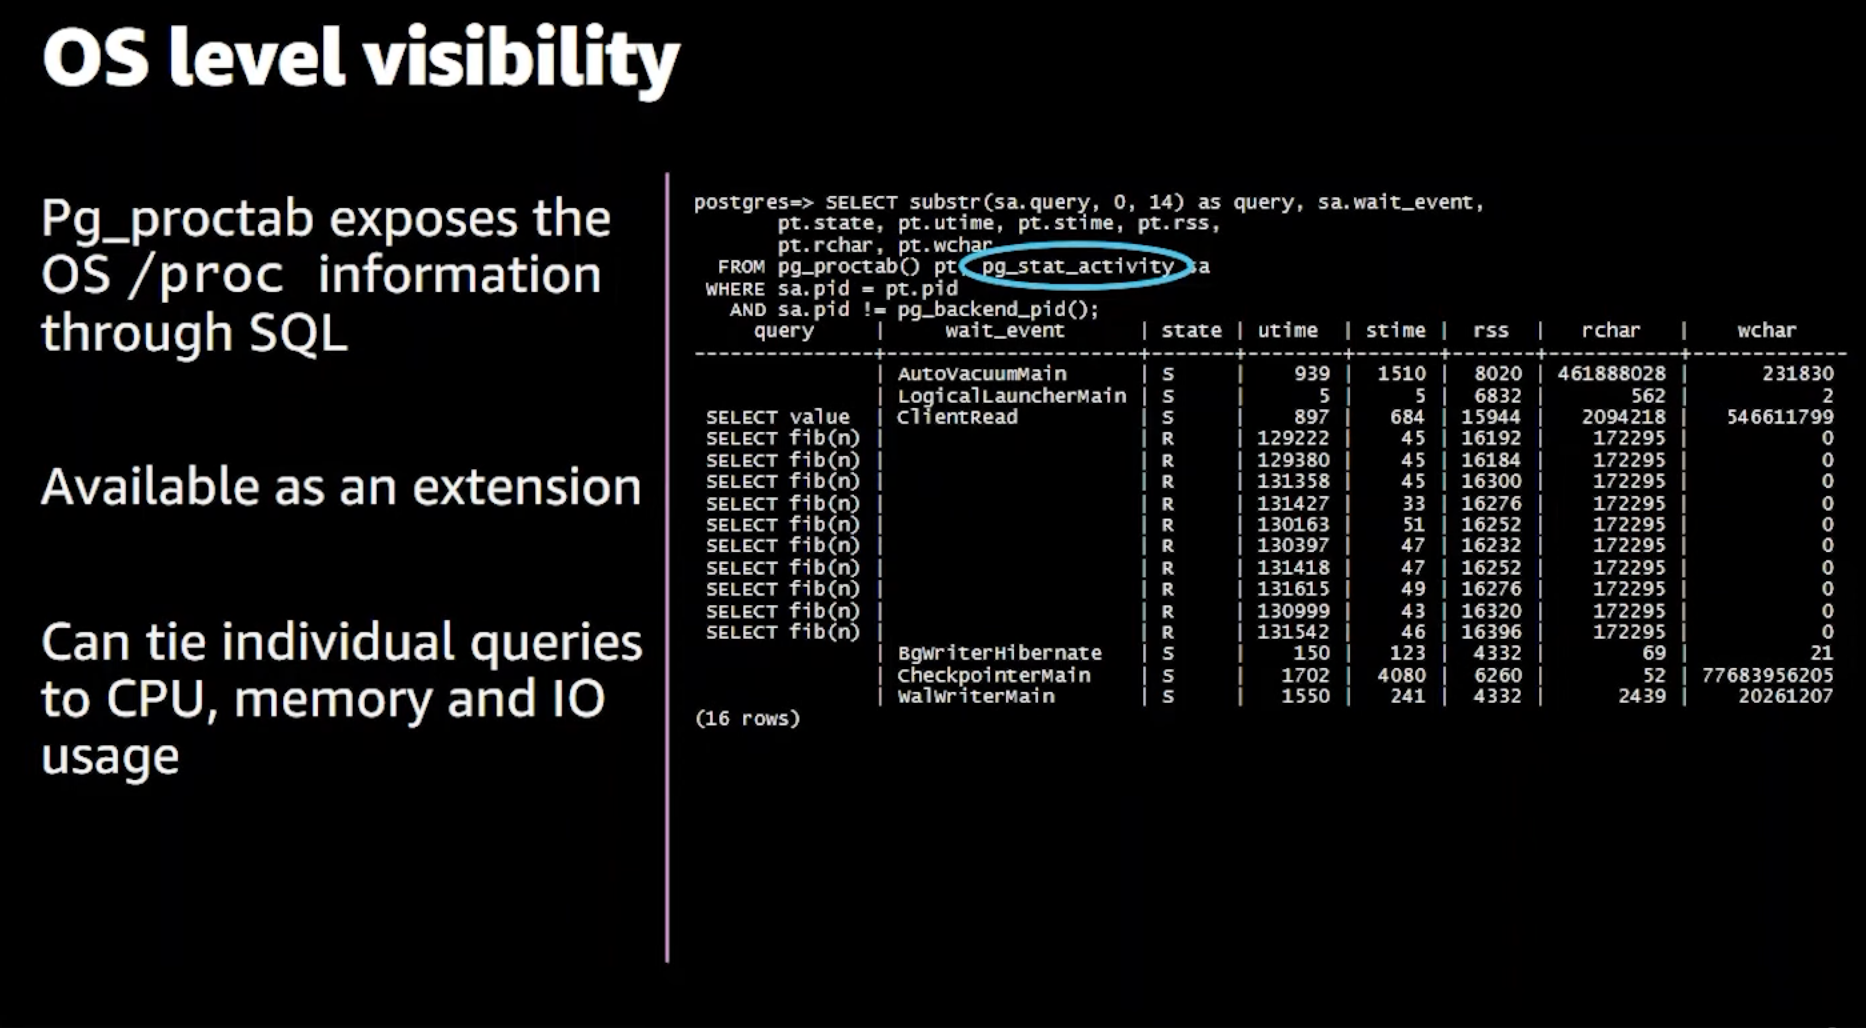 OS level visibility
Pg_proctab exposes the
OS /proc information
through SQL
Available as an extension
Can tie individual queries
to CPU, memory and IO
usage
postgres=> SELECT substr(sa.query, 0, 14) as query, sa.wait_event,
pt.state, pt.utime, pt.stime, pt.rss,
pt.rchar, pt.wchar
FROM pg_proctab() pt, pg_stat_activity sa
WHERE sa.pid = pt.pid
AND sa.pid != pg_backend_pid();
query | wait_event | state | utime | stime | rss | rchar | wchar
---------------+----------------------+-------+--------+-------+-------+-----------+-------------
| AutoVacuumMain | S | 939 | 1510 | 8020 | 461888028 | 231830
| LogicalLauncherMain | S | 5 | 5 | 6832 | 562 | 2
SELECT value | ClientRead | S | 897 | 684 | 15944 | 2094218 | 546611799
SELECT fib(n) | | R | 129222 | 45 | 16192 | 172295 | 0
SELECT fib(n) | | R | 129380 | 45 | 16184 | 172295 | 0
SELECT fib(n) | | R | 131358 | 45 | 16300 | 172295 | 0
SELECT fib(n) | | R | 131427 | 33 | 16276 | 172295 | 0
SELECT fib(n) | | R | 130163 | 51 | 16252 | 172295 | 0
SELECT fib(n) | | R | 130397 | 47 | 16232 | 172295 | 0
SELECT fib(n) | | R | 131418 | 47 | 16252 | 172295 | 0
SELECT fib(n) | | R | 131615 | 49 | 16276 | 172295 | 0
SELECT fib(n) | | R | 130999 | 43 | 16320 | 172295 | 0
SELECT fib(n) | | R | 131542 | 46 | 16396 | 172295 | 0
| BgWriterHibernate | S | 150 | 123 | 4332 | 69 | 21
| CheckpointerMain | S | 1702 | 4080 | 6260 | 52 | 77683956205
| WalWriterMain | S | 1550 | 241 | 4332 | 2439 | 20261207
(16 rows)